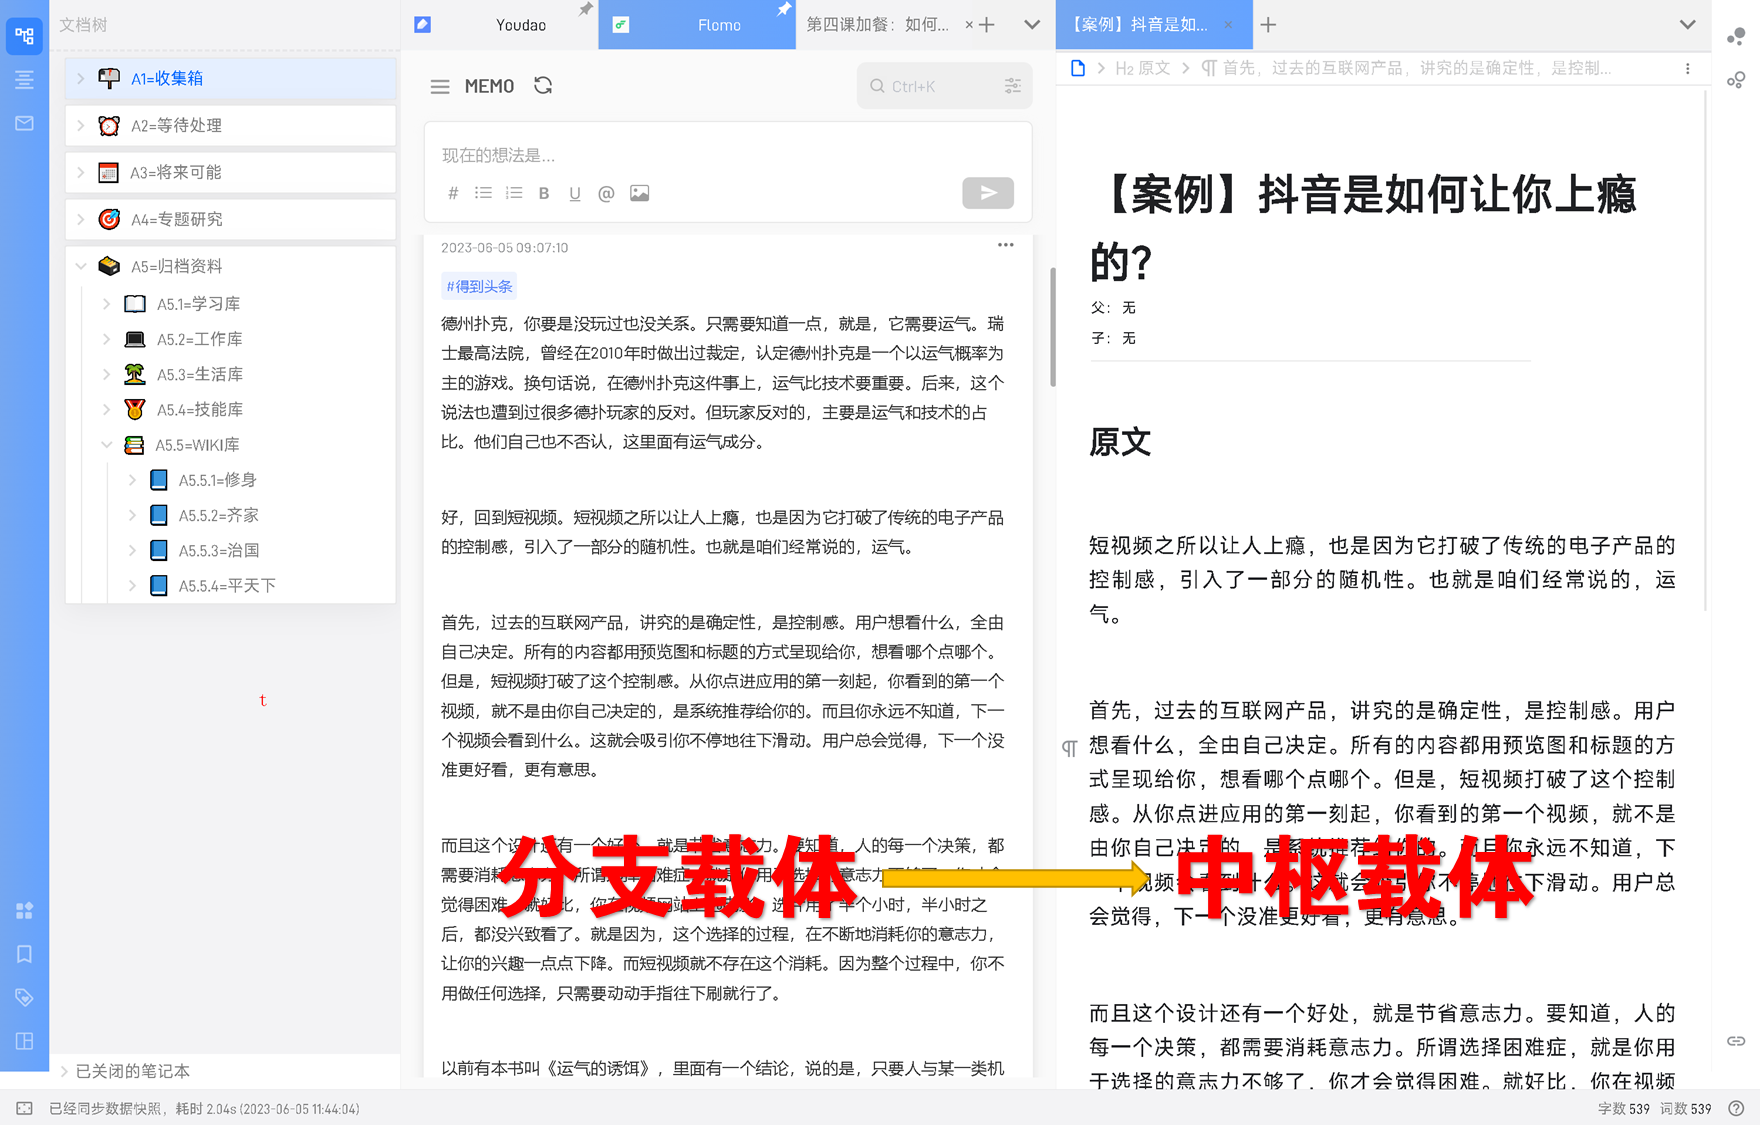 文档树
A1=收集箱
A2=等待处理
A3=将来可能
A4=专题研究
A5=归档资料
A5.1=学习库
A5.2=工作库
A5.3=生活库
A5.4=技能库
A5.5=WIKI库
A5.5.1=修身
A5.5.2=齐家
A5.5.3=治国
A5.5.4=平天下
t
已关闭的笔记本
Youdao
Flomo
第四课加餐：如何...
MEMO
Ctrl+K
现在的想法是...
2023-06-05 09:07:10
#得到头条
德州扑克，你要是没玩过也没关系。只需要知道一点，就是，它需要运气。瑞
士最高法院，曾经在2010年时做出过裁定，认定德州扑克是一个以运气概率为
主的游戏。换句话说，在德州扑克这件事上，运气比技术要重要。后来，这个
说法也遭到过很多德扑玩家的反对。但玩家反对的，主要是运气和技术的占
比。他们自己也不否认，这里面有运气成分。
好，回到短视频。短视频之所以让人上瘾，也是因为它打破了传统的电子产品
的控制感，引入了一部分的随机性。也就是咱们经常说的，运气。
首先，过去的互联网产品，讲究的是确定性，是控制感。用户想看什么，全由
自己决定。所有的内容都用预览图和标题的方式呈现给你，想看哪个点哪个。
但是，短视频打破了这个控制感。从你点进应用的第一刻起，你看到的第一个
视频，就不是由你自己决定的，是系统推荐给你的。而且你永远不知道，下一
个视频会看到什么。这就会吸引你不停地往下滑动。用户总会觉得，下一个没
准更好看，更有意思。
而且这个设计还有一个好处，就是节省意志力。要知道，人的每一个决策，都
需要消耗 所谓 难症 用 选 意志力
觉得困难 就好比，你在视频网站上 选片用了半个小时，半小时之
后，都没兴致看了。就是因为，这个选择的过程，在不断地消耗你的意志力，
让你的兴趣一点点下降。而短视频就不存在这个消耗。因为整个过程中，你不
用做任何选择，只需要动动手指往下刷就行了。
以前有本书叫《运气的诱饵》，里面有一个结论，说的是，只要人与某一类机
分支载体
中枢载体
【案例】抖音是如...
H2 原文
首先，过去的互联网产品，讲究的是确定性，是控制...
【案例】抖音是如何让你上瘾
的？
父： 无
子： 无
原文
短视频之所以让人上瘾，也是因为它打破了传统的电子产品的
控制感，引入了一部分的随机性。也就是咱们经常说的，运
气。
首先，过去的互联网产品，讲究的是确定性，是控制感。用户
想看什么，全由自己决定。所有的内容都用预览图和标题的方
式呈现给你，想看哪个点哪个。但是，短视频打破了这个控制
感。从你点进应用的第一刻起，你看到的第一个视频，就不是
由你自己决定的，是系统推荐给你的。而且你永远不知道，下
一个视频会看到什么。这就会吸引你不停地往下滑动。用户总
会觉得，下一个没准更好看，更有意思。
而且这个设计还有一个好处，就是节省意志力。要知道，人的
每一个决策，都需要消耗意志力。所谓选择困难症，就是你用
于选择的意志力不够了，你才会觉得困难。就好比，你在视频
已经同步数据快照，耗时 2.04s (2023-06-05 11:44:04)
字数 539 词数 539